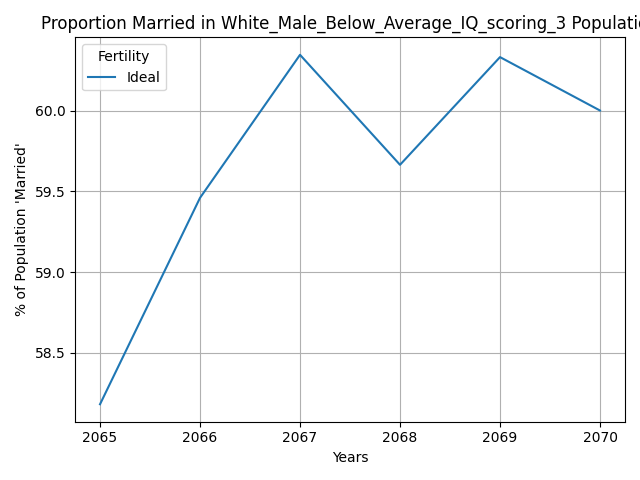 Proportion Married in White_Male_Below_Average_IQ_scoring_3 Populatio
Fertility
Ideal
% of Population 'Married'
60.0
59.5
59.0
58.5
2065 2066 2067 2068 2069 2070
Years